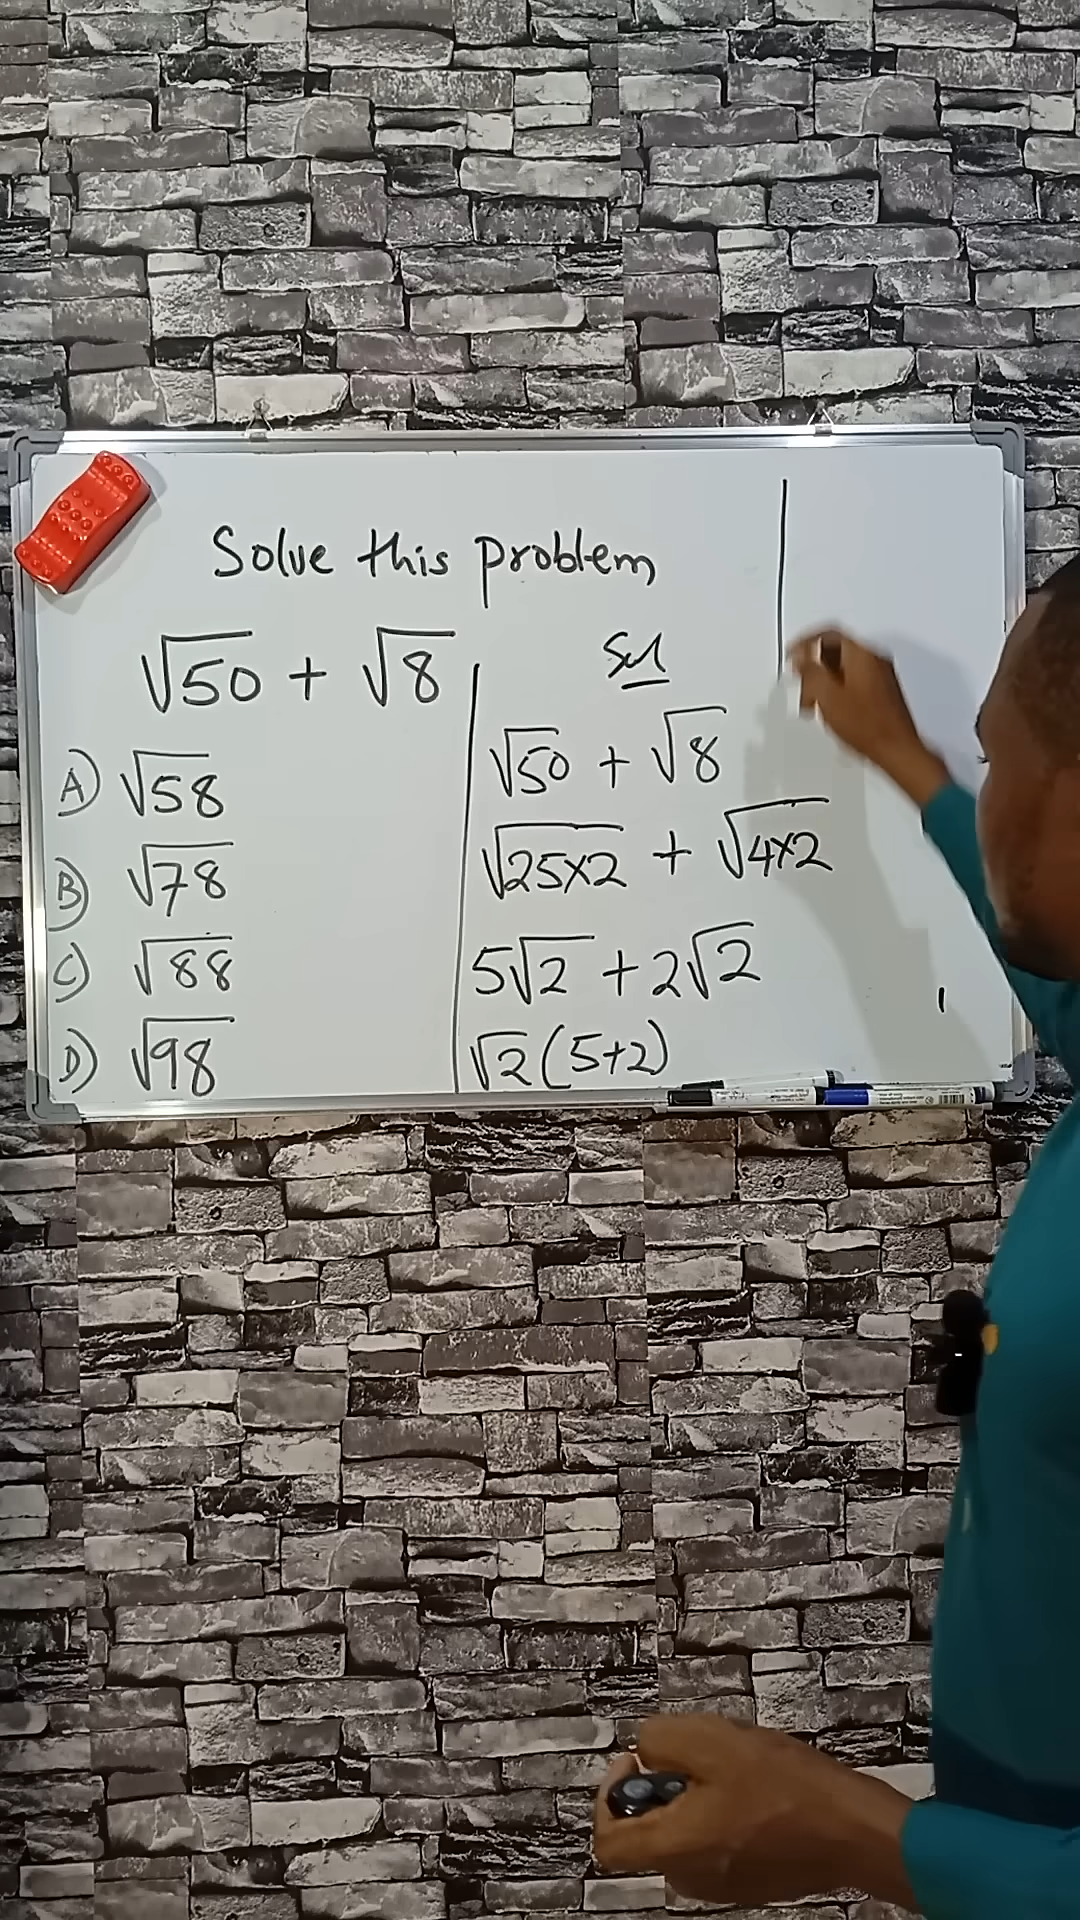 Solve this problem
√50 + √8
A) √58
B) √78
C) √88
D) √98
Sol
√50 + √8
√25×2 + √4×2
5√2 + 2√2
√2(5+2)